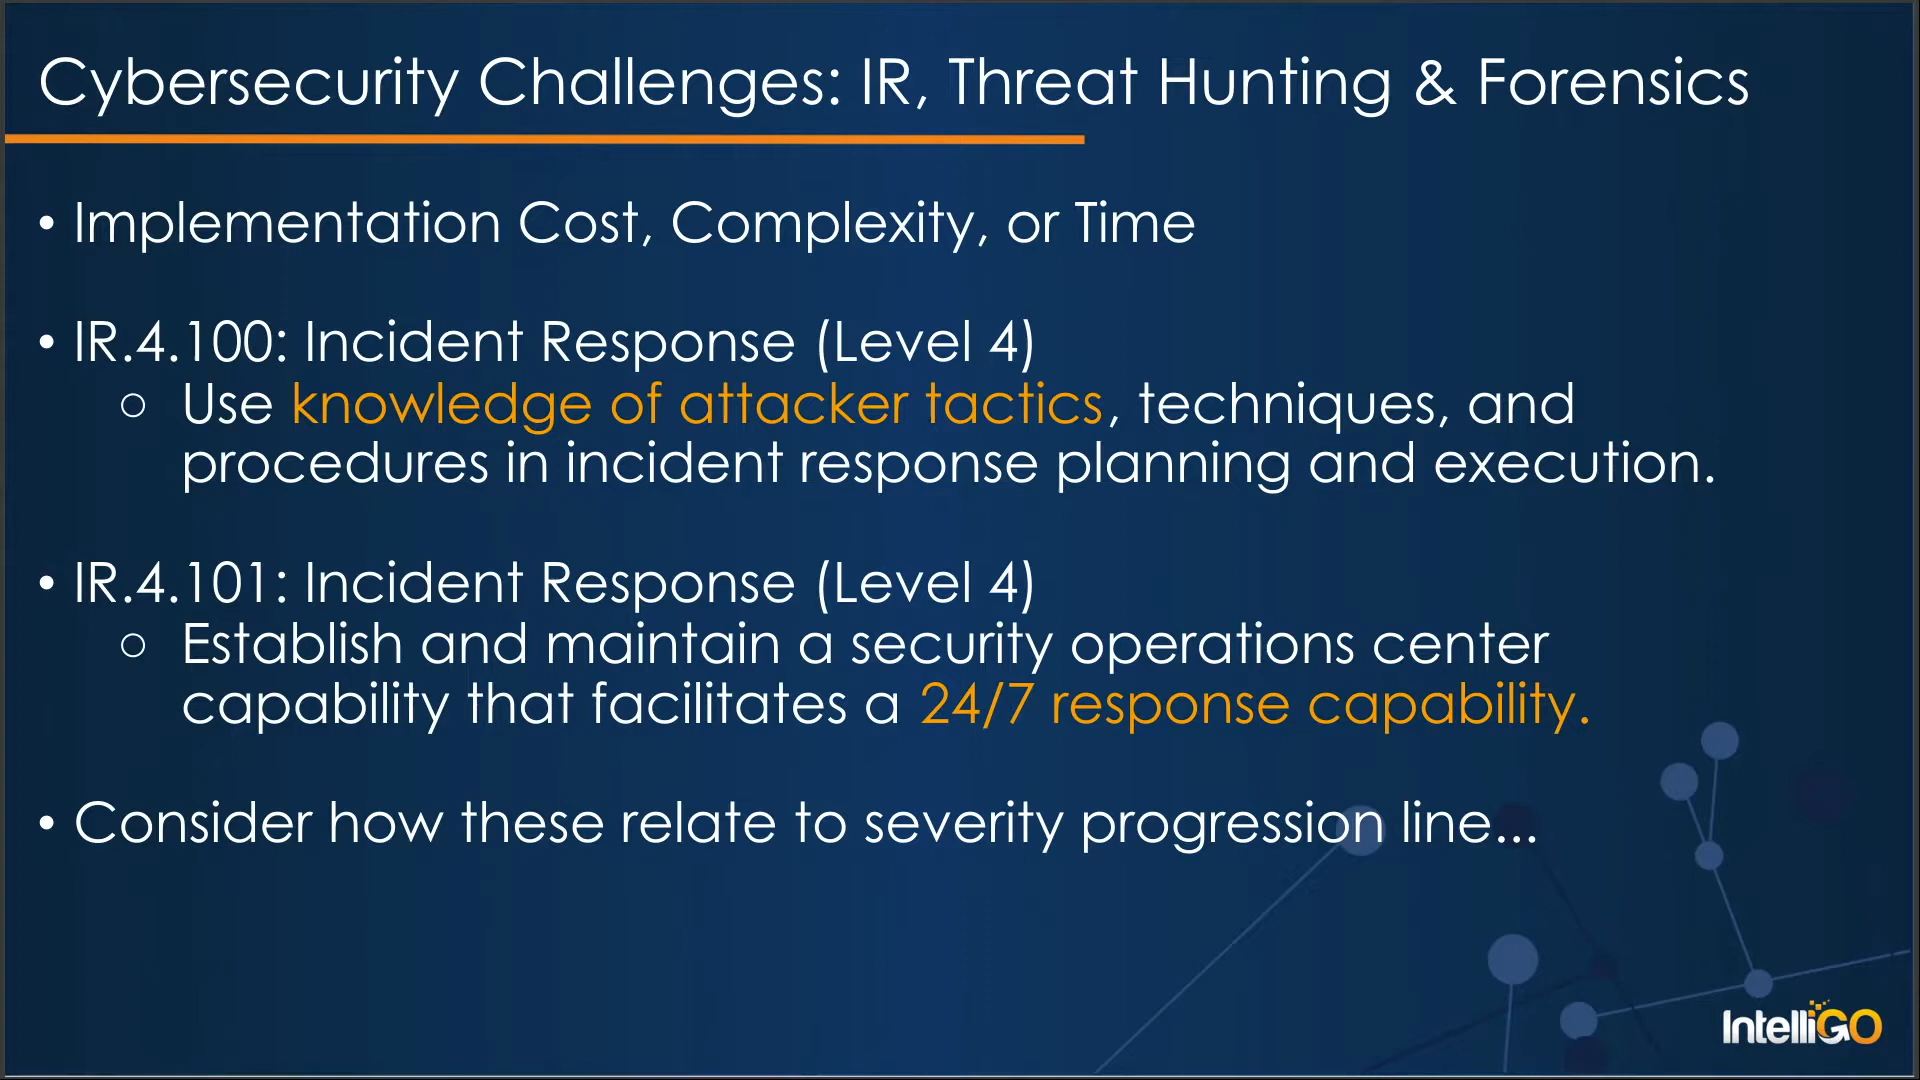 Cybersecurity Challenges: IR, Threat Hunting & Forensics
• Implementation Cost, Complexity, or Time
• IR.4.100: Incident Response (Level 4)
○ Use knowledge of attacker tactics, techniques, and
procedures in incident response planning and execution.
• IR.4.101: Incident Response (Level 4)
○ Establish and maintain a security operations center
capability that facilitates a 24/7 response capability.
• Consider how these relate to severity progression line...
IntelliGO